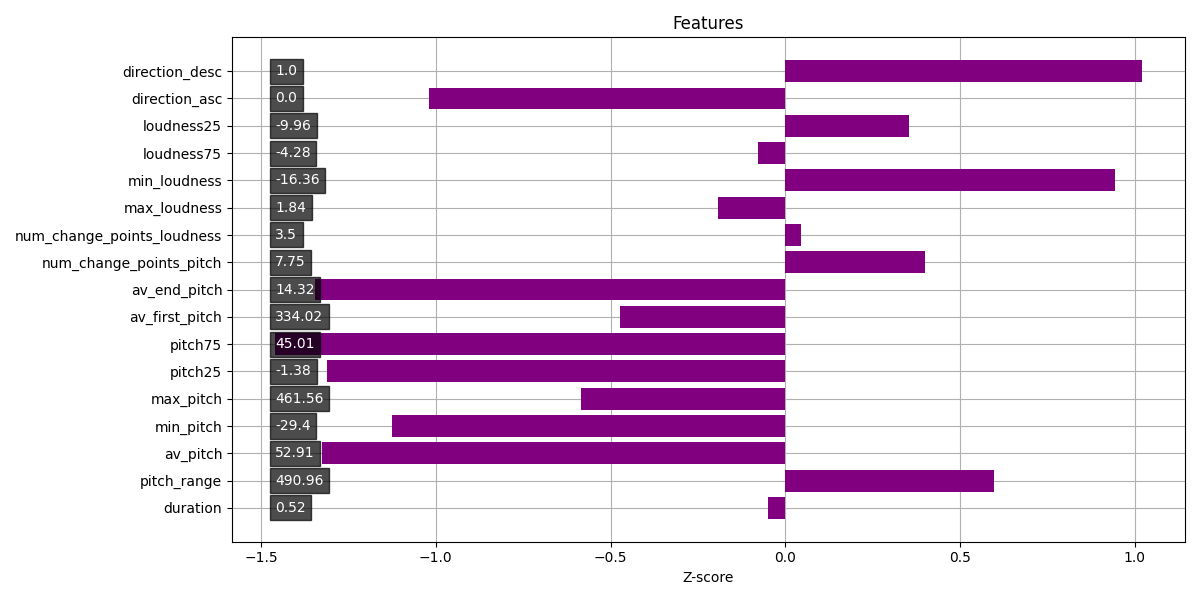 Features
direction_desc 1.0
direction_asc 0.0
loudness25 -9.96
loudness75 -4.28
min_loudness -16.36
max_loudness 1.84
num_change_points_loudness 3.5
num_change_points_pitch 7.75
av_end_pitch 14.32
av_first_pitch 334.02
pitch75 45.01
pitch25 -1.38
max_pitch 461.56
min_pitch -29.4
av_pitch 52.91
pitch_range 490.96
duration 0.52
−1.5 −1.0 −0.5 0.0 0.5 1.0
Z-score